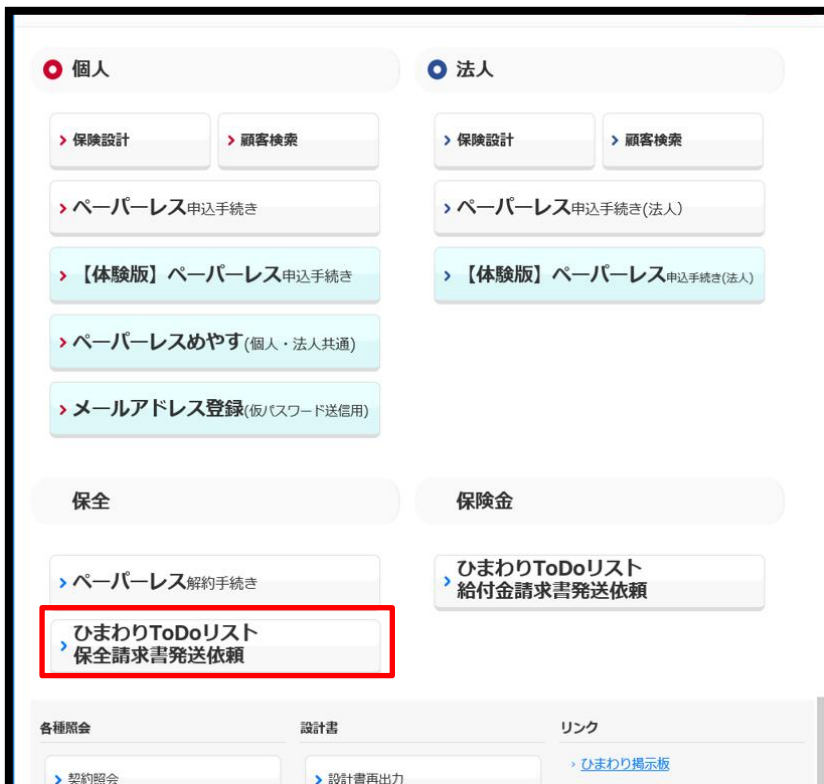 個人
法人
保険設計
顧客検索
保険設計
顧客検索
ペーパーレス申込手続き
ペーパーレス申込手続き(法人)
【体験版】ペーパーレス申込手続き
【体験版】ペーパーレス申込手続き(法人)
ペーパーレスめやす(個人・法人共通)
メールアドレス登録(仮パスワード送信用)
保全
保険金
ペーパーレス解約手続き
ひまわりToDoリスト
給付金請求書発送依頼
ひまわりToDoリスト
保全請求書発送依頼
各種照会
設計書
リンク
契約照会
設計書再出力
ひまわり掲示板